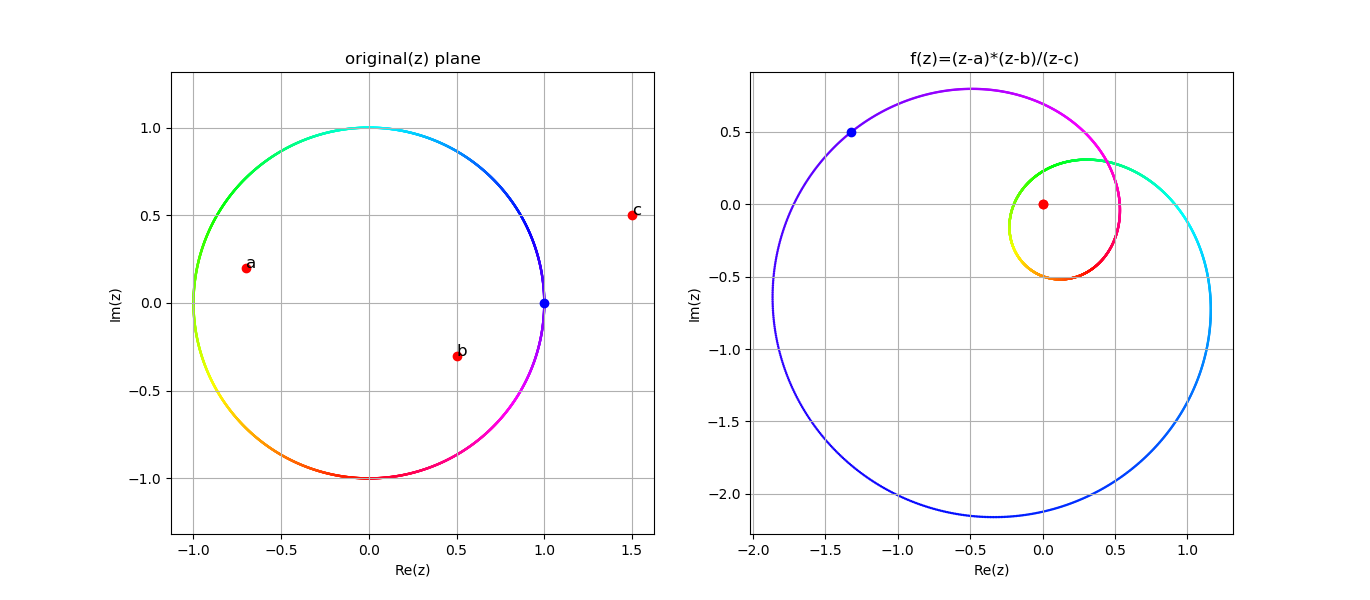 original(z) plane
1.0
0.5
0.0
−0.5
−1.0
Im(z)
a
b
c
−1.0 −0.5 0.0 0.5 1.0 1.5
Re(z)
f(z)=(z-a)*(z-b)/(z-c)
0.5
0.0
−0.5
−1.0
−1.5
−2.0
Im(z)
−2.0 −1.5 −1.0 −0.5 0.0 0.5 1.0
Re(z)